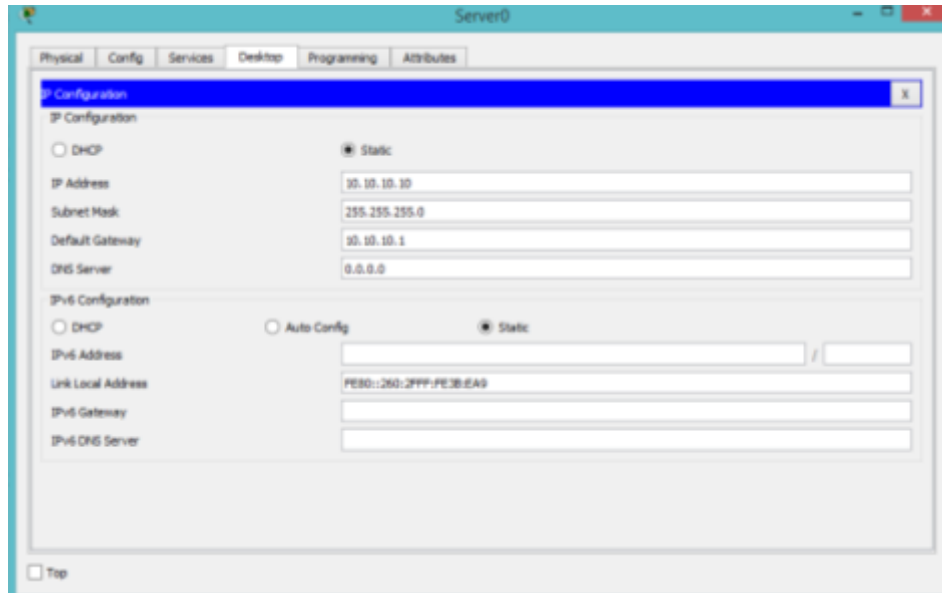 Server0
Physical Config Services Desktop Programming Attributes
IP Configuration X
IP Configuration
DHCP Static
IP Address 10.10.10.10
Subnet Mask 255.255.255.0
Default Gateway 10.10.10.1
DNS Server 0.0.0.0
IPv6 Configuration
DHCP Auto Config Static
IPv6 Address /
Link Local Address FE80::260:2FFF:FE3B:EA9
IPv6 Gateway
IPv6 DNS Server
Top